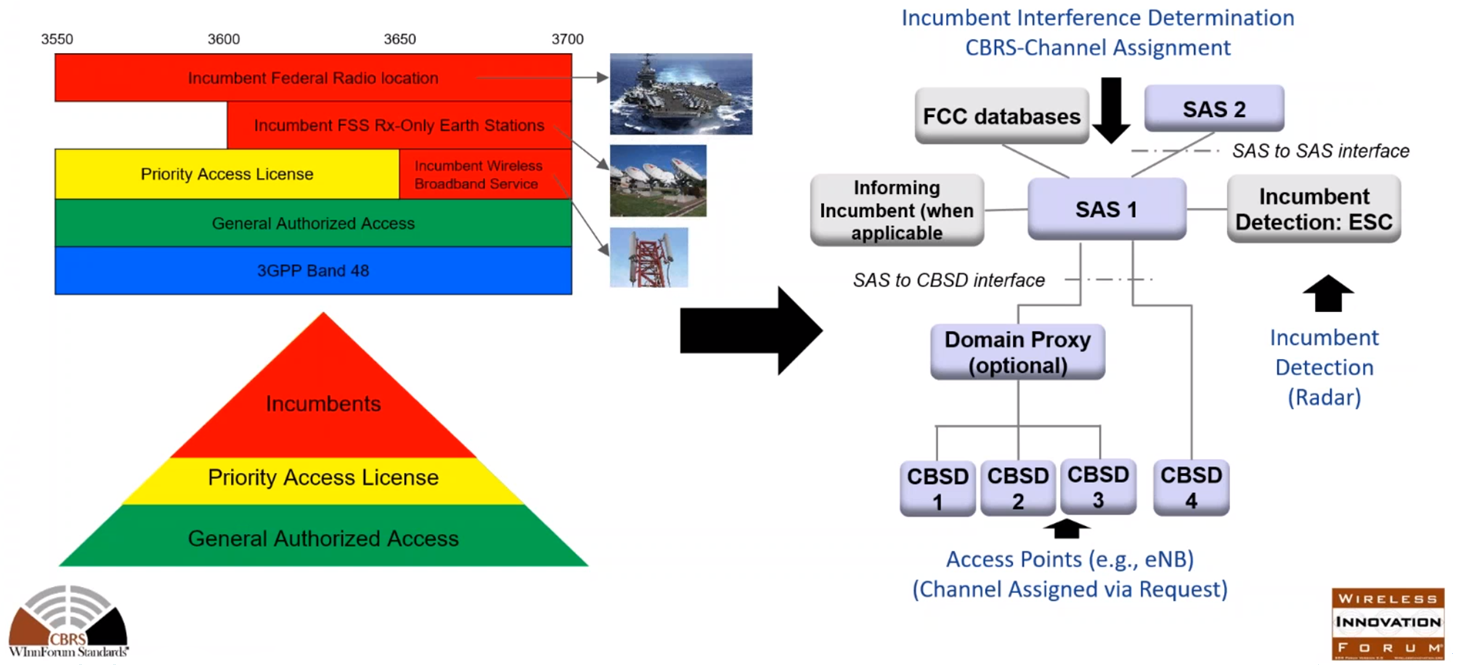 3550 3600 3650 3700
Incumbent Federal Radio location
Incumbent FSS Rx-Only Earth Stations
Priority Access License
Incumbent Wireless
Broadband Service
General Authorized Access
3GPP Band 48
Incumbents
Priority Access License
General Authorized Access
CBRS
WInnForum Standards
Incumbent Interference Determination
CBRS-Channel Assignment
FCC databases
SAS 2
SAS to SAS interface
Informing
Incumbent (when
applicable
SAS 1
Incumbent
Detection: ESC
SAS to CBSD interface
Domain Proxy
(optional)
Incumbent
Detection
(Radar)
CBSD
1
CBSD
2
CBSD
3
CBSD
4
Access Points (e.g., eNB)
(Channel Assigned via Request)
WIRELESS
INNOVATION
FORUM